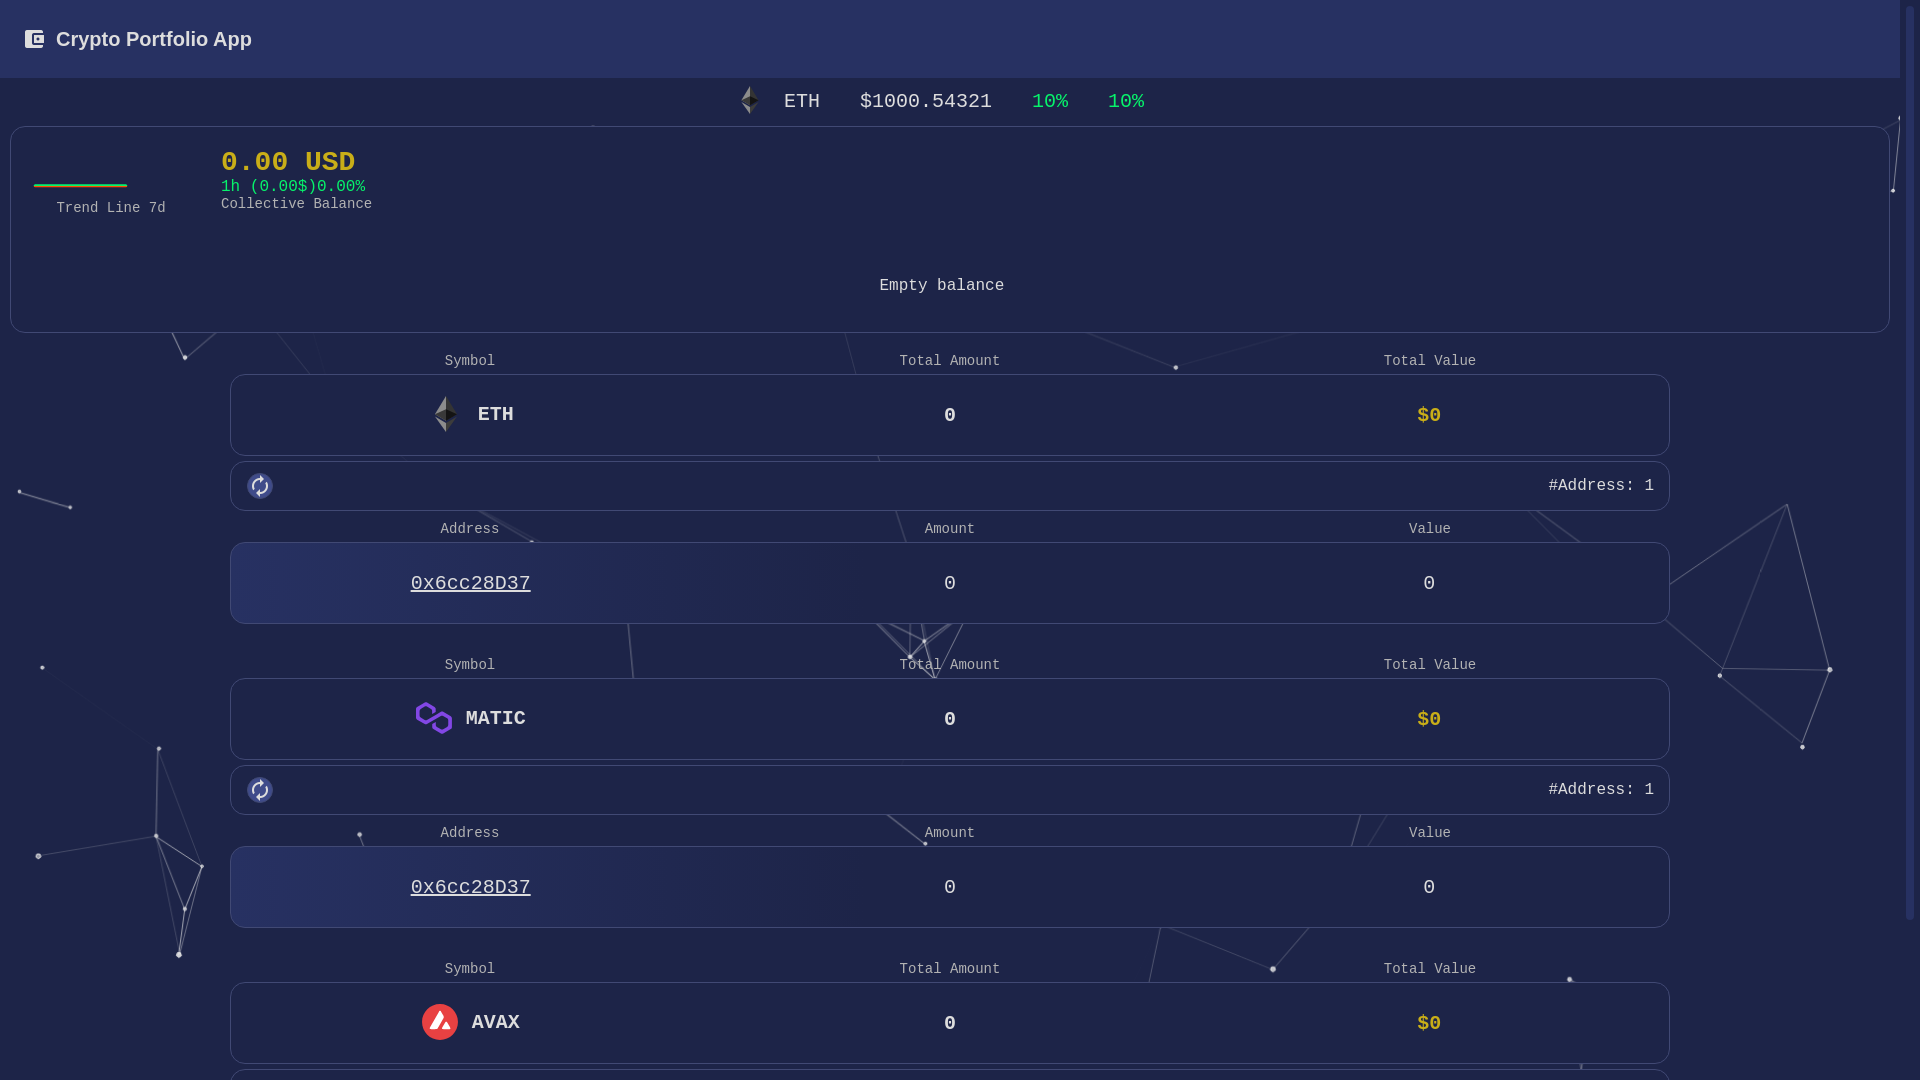 Crypto Portfolio App
ETH $1000.54321 10% 10%
0.00 USD
1h (0.00$)0.00%
Collective Balance
Trend Line 7d
Empty balance
Symbol Total Amount Total Value
ETH 0 $0
#Address: 1
Address Amount Value
0x6cc28D37 0 0
Symbol Total Amount Total Value
MATIC 0 $0
#Address: 1
Address Amount Value
0x6cc28D37 0 0
Symbol Total Amount Total Value
AVAX 0 $0